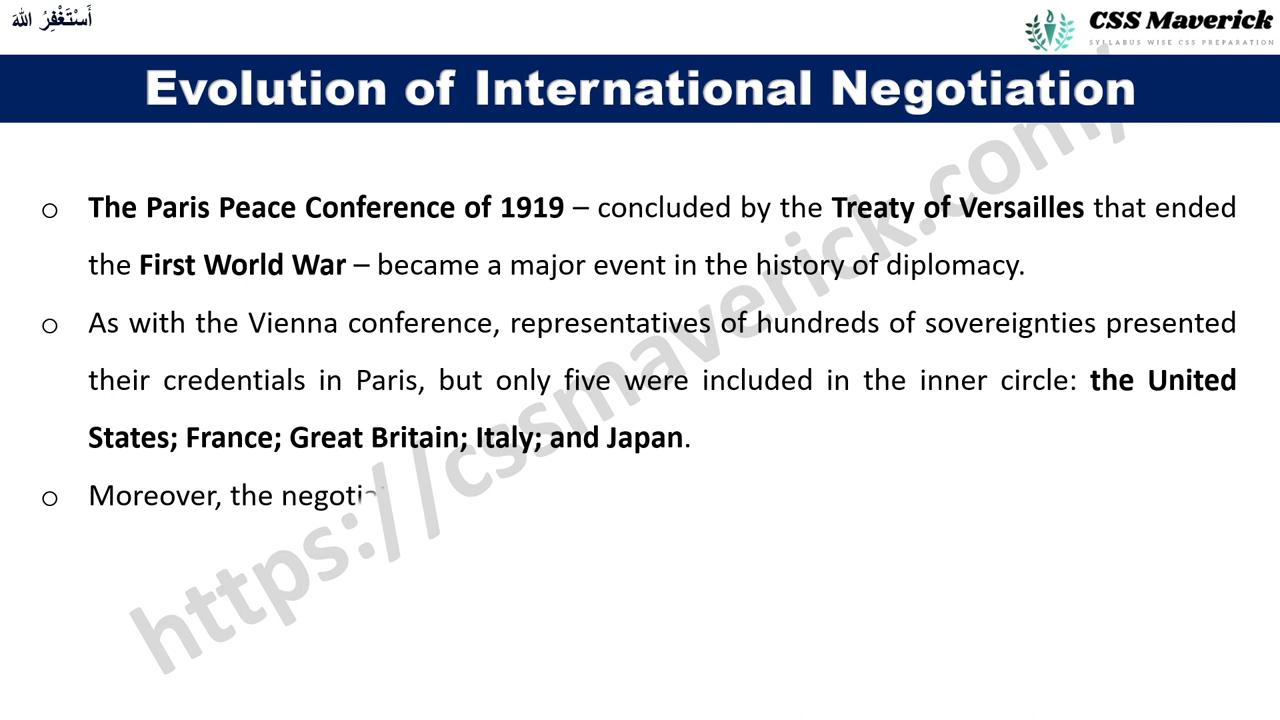 أَسْتَغْفِرُ اللهَ
CSS Maverick
SYLLABUS WISE CSS PREPARATION
Evolution of International Negotiation
o The Paris Peace Conference of 1919 – concluded by the Treaty of Versailles that ended
the First World War – became a major event in the history of diplomacy.
o As with the Vienna conference, representatives of hundreds of sovereignties presented
their credentials in Paris, but only five were included in the inner circle: the United
States; France; Great Britain; Italy; and Japan.
o Moreover, the
https://cssmaverick.com/